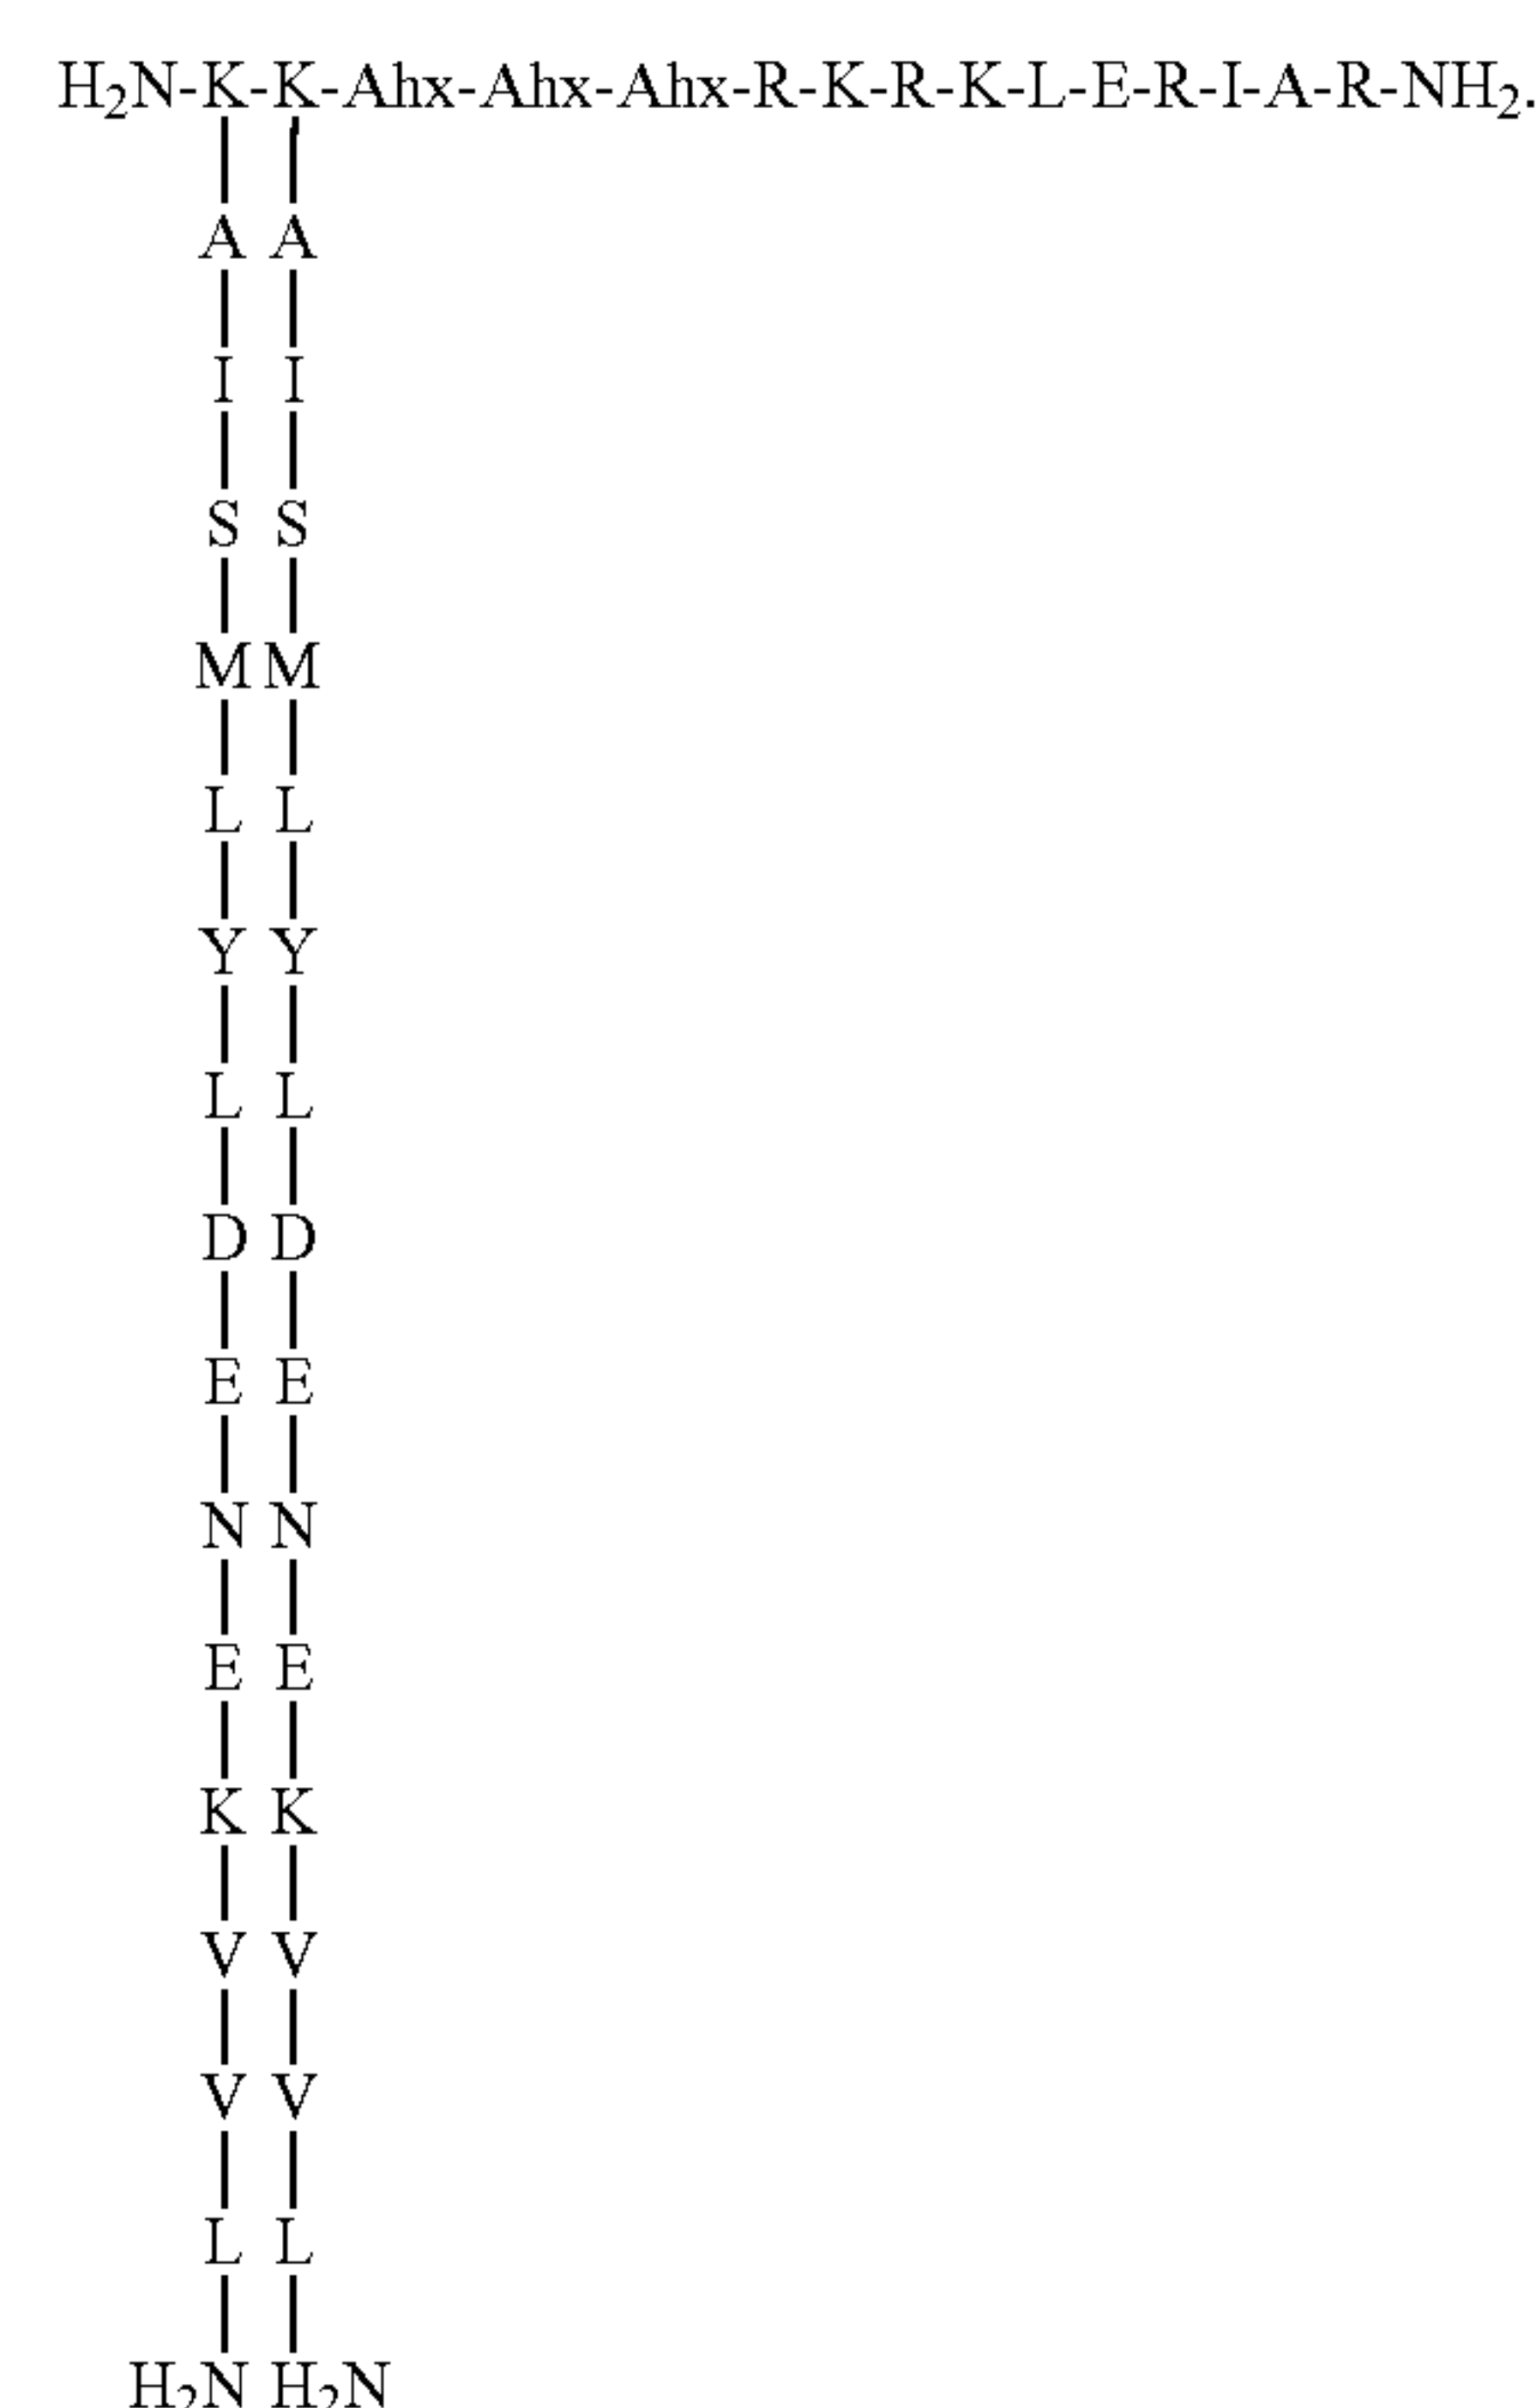 H₂N-K-K-Ahx-Ahx-Ahx-R-K-R-K-L-E-R-I-A-R-NH₂.
A A
I I
S S
M M
L L
Y Y
L L
D D
E E
N N
E E
K K
V V
V V
L L
H₂N H₂N